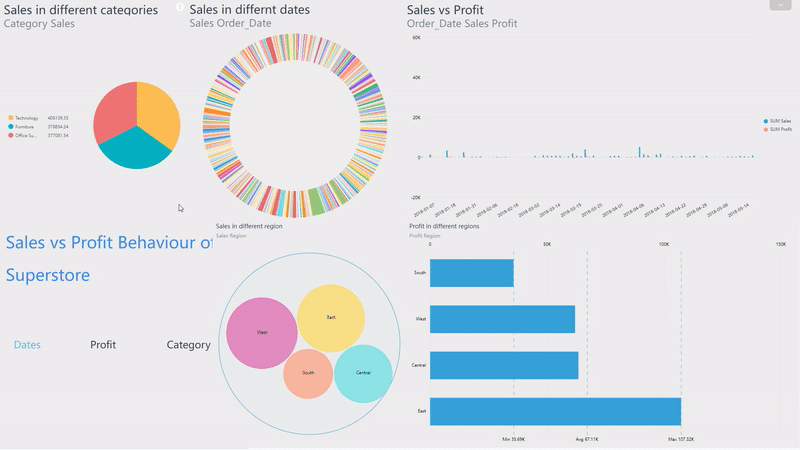 Sales in different categories
Category Sales
Technology 406139.35
Furniture 378854.24
Office Su... 377081.54
Sales in differnt dates
Sales Order_Date
Sales vs Profit
Order_Date Sales Profit
60K
40K
20K
0
-20K
2018-01-07
2018-01-16
2018-01-31
2018-02-06
2018-02-18
2018-03-02
2018-03-14
2018-03-19
2018-03-25
2018-04-01
2018-04-06
2018-04-13
2018-04-22
2018-04-29
2018-05-09
2018-05-14
SUM Sales
SUM Profit
Sales vs Profit Behaviour of
Superstore
Dates Profit Category
Sales in different region
Sales Region
West
East
South
Central
Profit in different regions
Profit Region
0 50K 100K 150K
South
West
Central
East
Avg 67.11K
Max 107.32K